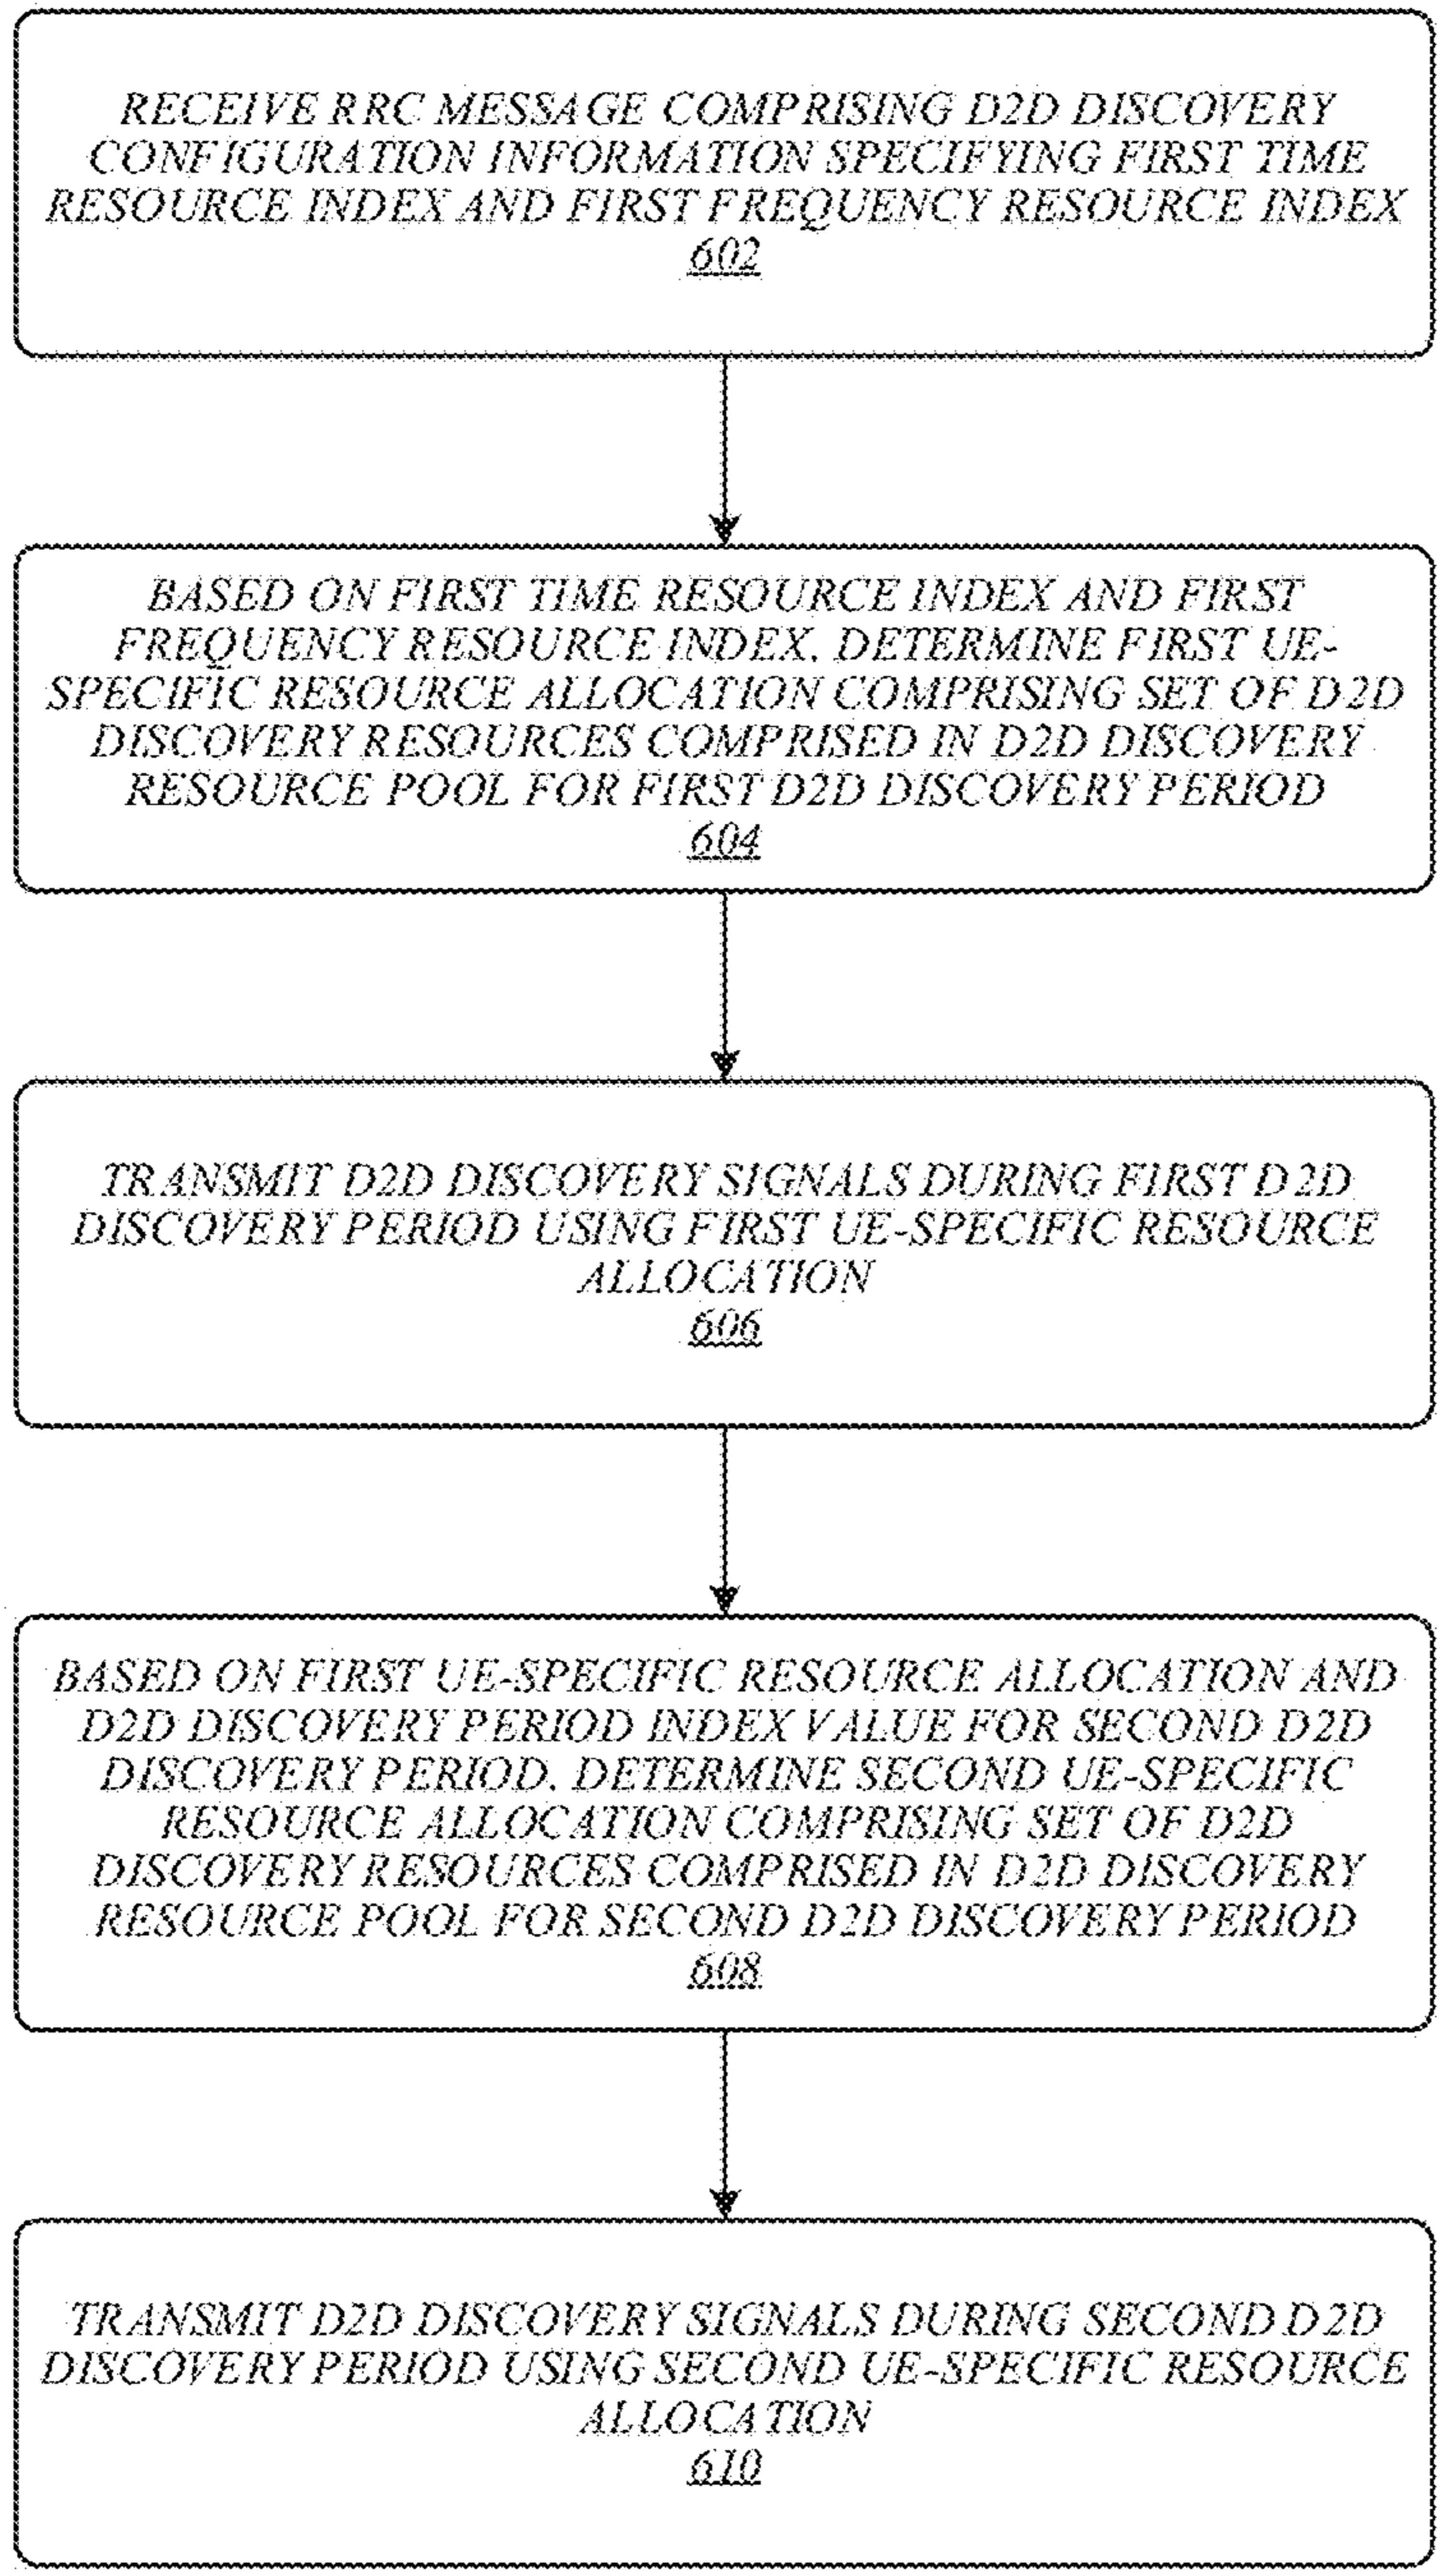 RECEIVE RRC MESSAGE COMPRISING D2D DISCOVERY
CONFIGURATION INFORMATION SPECIFYING FIRST TIME
RESOURCE INDEX AND FIRST FREQUENCY RESOURCE INDEX
602
BASED ON FIRST TIME RESOURCE INDEX AND FIRST
FREQUENCY RESOURCE INDEX, DETERMINE FIRST UE-
SPECIFIC RESOURCE ALLOCATION COMPRISING SET OF D2D
DISCOVERY RESOURCES COMPRISED IN D2D DISCOVERY
RESOURCE POOL FOR FIRST D2D DISCOVERY PERIOD
604
TRANSMIT D2D DISCOVERY SIGNALS DURING FIRST D2D
DISCOVERY PERIOD USING FIRST UE-SPECIFIC RESOURCE
ALLOCATION
606
BASED ON FIRST UE-SPECIFIC RESOURCE ALLOCATION AND
D2D DISCOVERY PERIOD INDEX VALUE FOR SECOND D2D
DISCOVERY PERIOD, DETERMINE SECOND UE-SPECIFIC
RESOURCE ALLOCATION COMPRISING SET OF D2D
DISCOVERY RESOURCES COMPRISED IN D2D DISCOVERY
RESOURCE POOL FOR SECOND D2D DISCOVERY PERIOD
608
TRANSMIT D2D DISCOVERY SIGNALS DURING SECOND D2D
DISCOVERY PERIOD USING SECOND UE-SPECIFIC RESOURCE
ALLOCATION
610